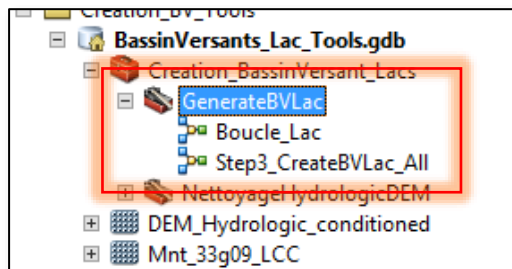 Creation_BV_Tools
BassinVersants_Lac_Tools.gdb
Creation_BassinVersant_Lacs
GenerateBVLac
Boucle_Lac
Step3_CreateBVLac_All
NettoyageHydrologicDEM
DEM_Hydrologic_conditioned
Mnt_33g09_LCC